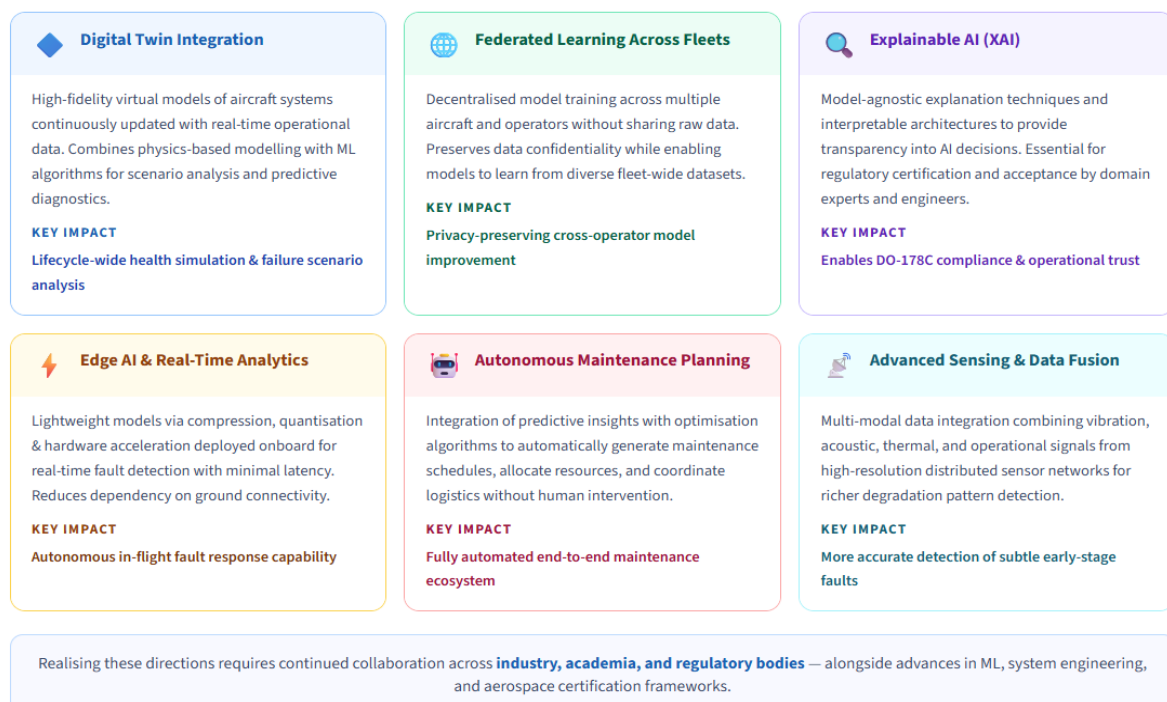 Digital Twin Integration
High-fidelity virtual models of aircraft systems
continuously updated with real-time operational
data. Combines physics-based modelling with ML
algorithms for scenario analysis and predictive
diagnostics.
KEY IMPACT
Lifecycle-wide health simulation & failure scenario
analysis
Federated Learning Across Fleets
Decentralised model training across multiple
aircraft and operators without sharing raw data.
Preserves data confidentiality while enabling
models to learn from diverse fleet-wide datasets.
KEY IMPACT
Privacy-preserving cross-operator model
improvement
Explainable AI (XAI)
Model-agnostic explanation techniques and
interpretable architectures to provide
transparency into AI decisions. Essential for
regulatory certification and acceptance by domain
experts and engineers.
KEY IMPACT
Enables DO-178C compliance & operational trust
Edge AI & Real-Time Analytics
Lightweight models via compression, quantisation
& hardware acceleration deployed onboard for
real-time fault detection with minimal latency.
Reduces dependency on ground connectivity.
KEY IMPACT
Autonomous in-flight fault response capability
Autonomous Maintenance Planning
Integration of predictive insights with optimisation
algorithms to automatically generate maintenance
schedules, allocate resources, and coordinate
logistics without human intervention.
KEY IMPACT
Fully automated end-to-end maintenance
ecosystem
Advanced Sensing & Data Fusion
Multi-modal data integration combining vibration,
acoustic, thermal, and operational signals from
high-resolution distributed sensor networks for
richer degradation pattern detection.
KEY IMPACT
More accurate detection of subtle early-stage
faults
Realising these directions requires continued collaboration across industry, academia, and regulatory bodies — alongside advances in ML, system engineering,
and aerospace certification frameworks.